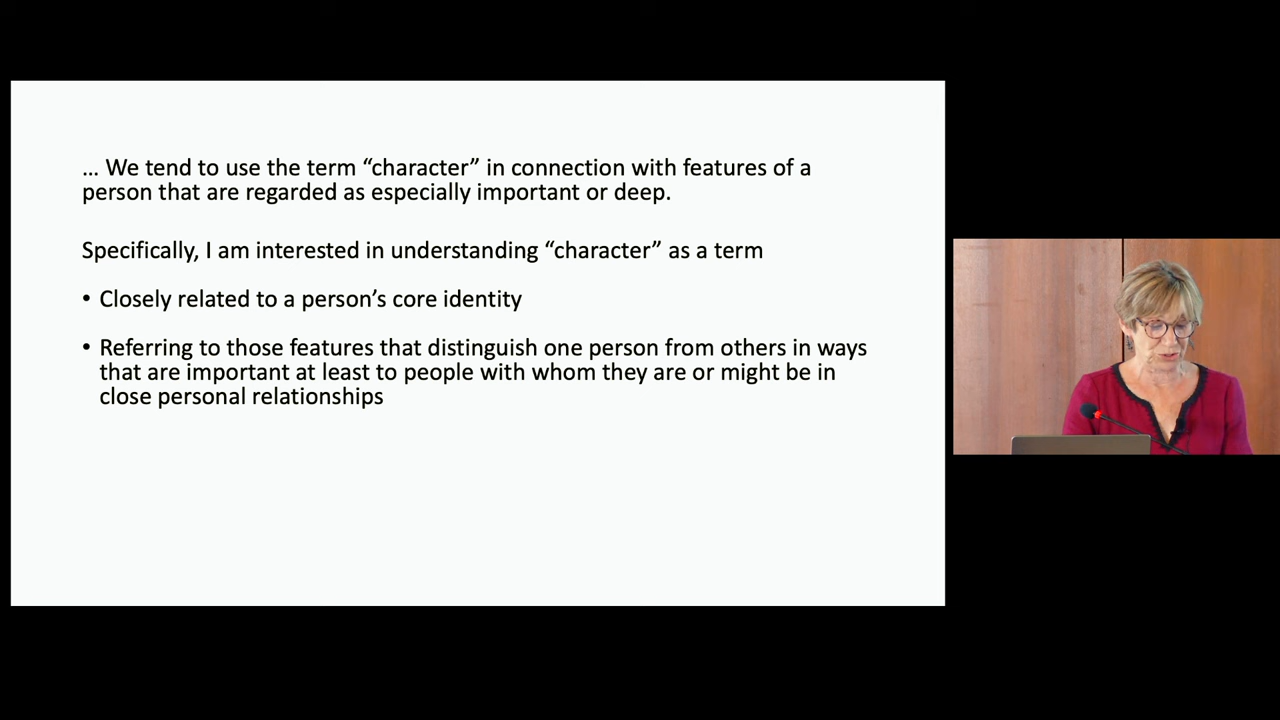 … We tend to use the term “character” in connection with features of a
person that are regarded as especially important or deep.
Specifically, I am interested in understanding “character” as a term
• Closely related to a person’s core identity
• Referring to those features that distinguish one person from others in ways
that are important at least to people with whom they are or might be in
close personal relationships